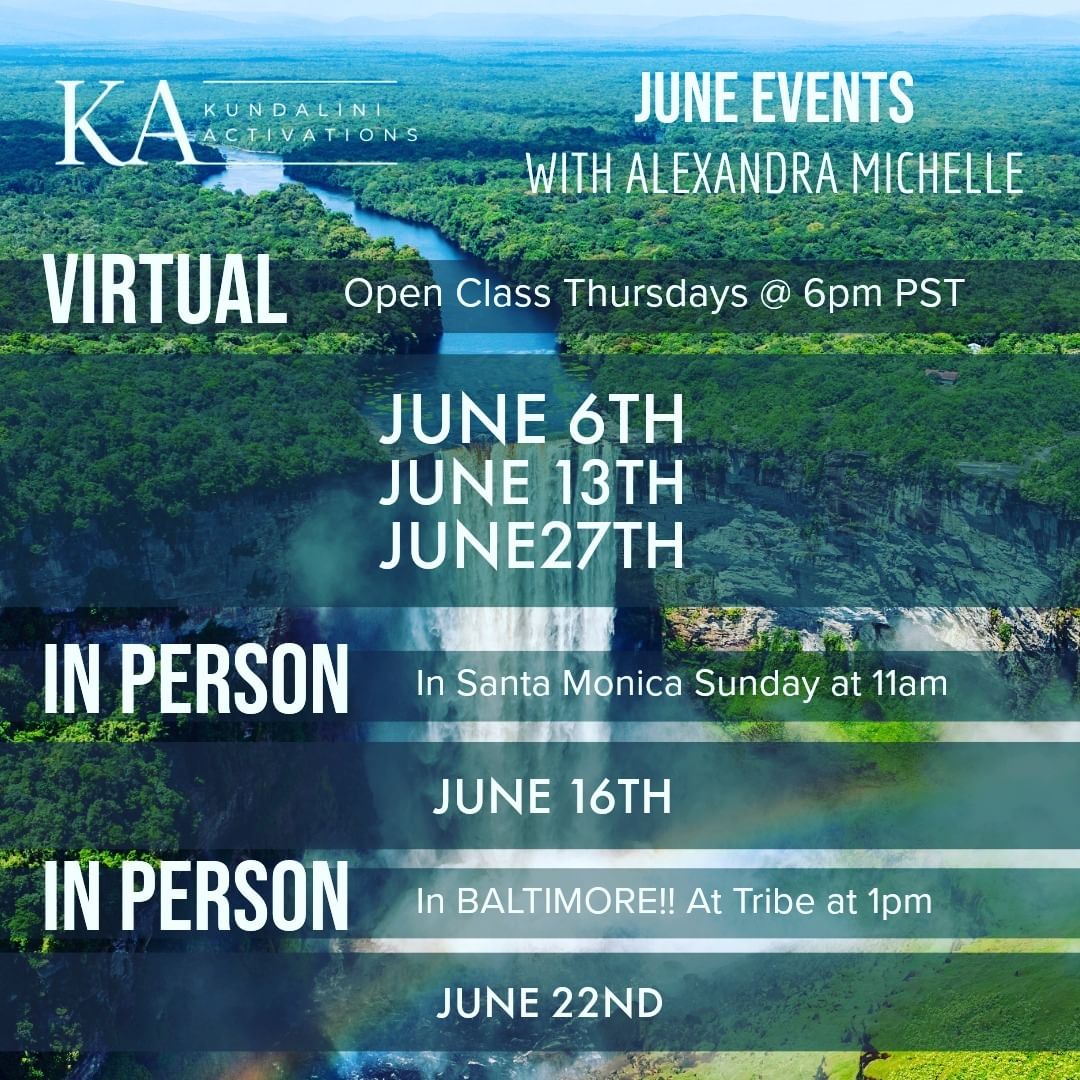 KA KUNDALINI
ACTIVATIONS
JUNE EVENTS
WITH ALEXANDRA MICHELLE
VIRTUAL Open Class Thursdays @ 6pm PST
JUNE 6TH
JUNE 13TH
JUNE27TH
IN PERSON In Santa Monica Sunday at 11am
JUNE 16TH
IN PERSON In BALTIMORE!! At Tribe at 1pm
JUNE 22ND